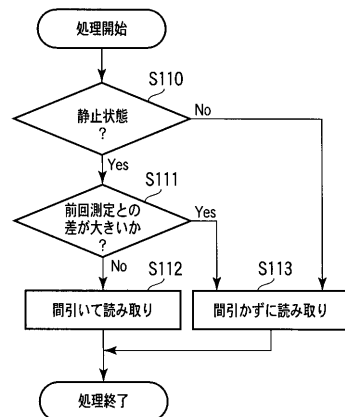 処理開始
S110
静止状態
?
No
Yes
S111
前回測定との
差が大きいか
?
Yes
No
S112
S113
間引いて読み取り
間引かずに読み取り
処理終了